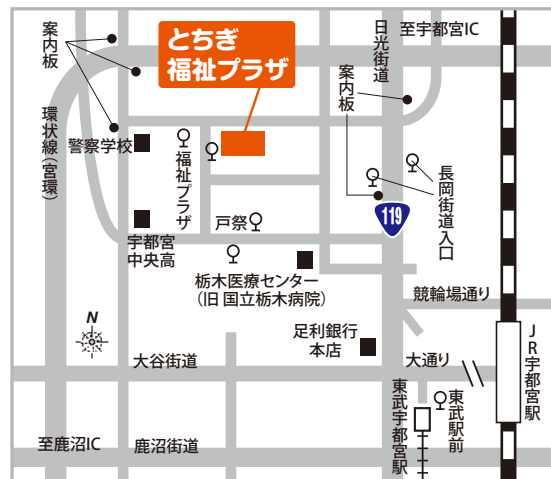 案内板
とちぎ
福祉プラザ
日光街道
至宇都宮IC
案内板
環状線(宮環)
警察学校
福祉プラザ
長岡街道入口
119
戸祭
宇都宮
中央高
栃木医療センター
(旧 国立栃木病院)
競輪場通り
N
足利銀行
本店
JR宇都宮駅
大谷街道
大通り
東武宇都宮駅
東武駅前
至鹿沼IC
鹿沼街道